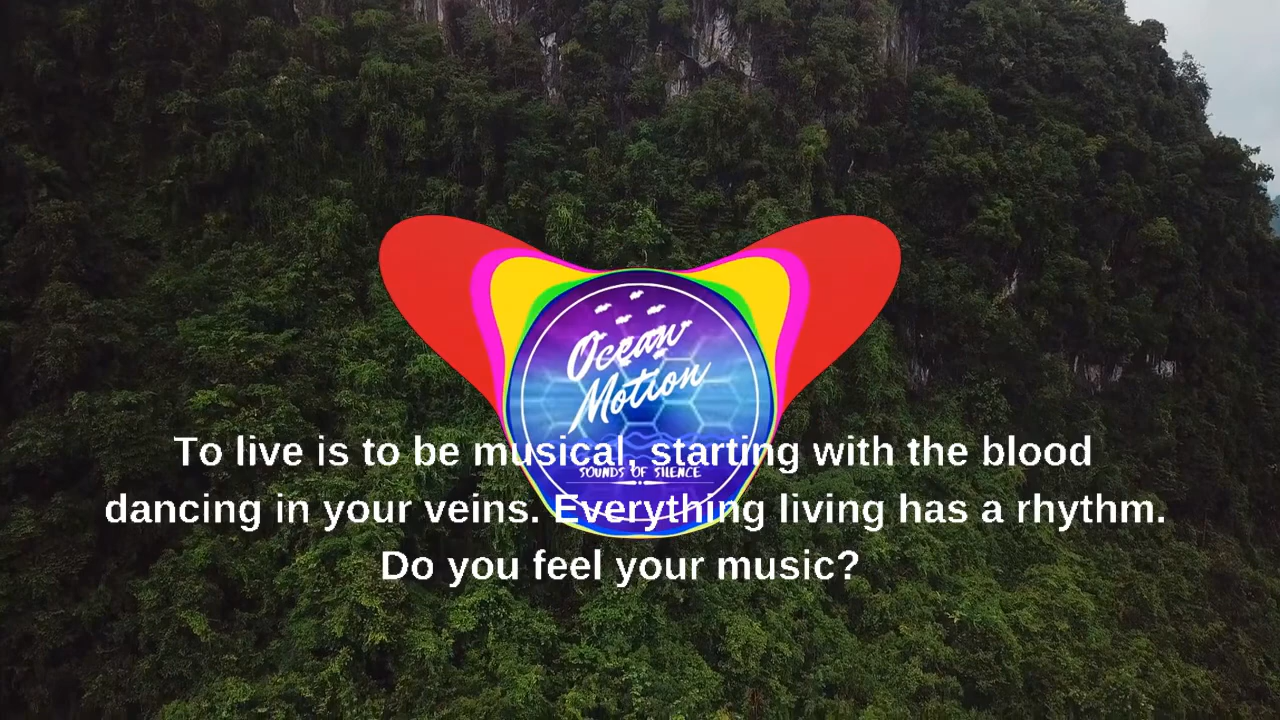 Ocean
Motion
SOUNDS OF SILENCE
To live is to be musical, starting with the blood
dancing in your veins. Everything living has a rhythm.
Do you feel your music?